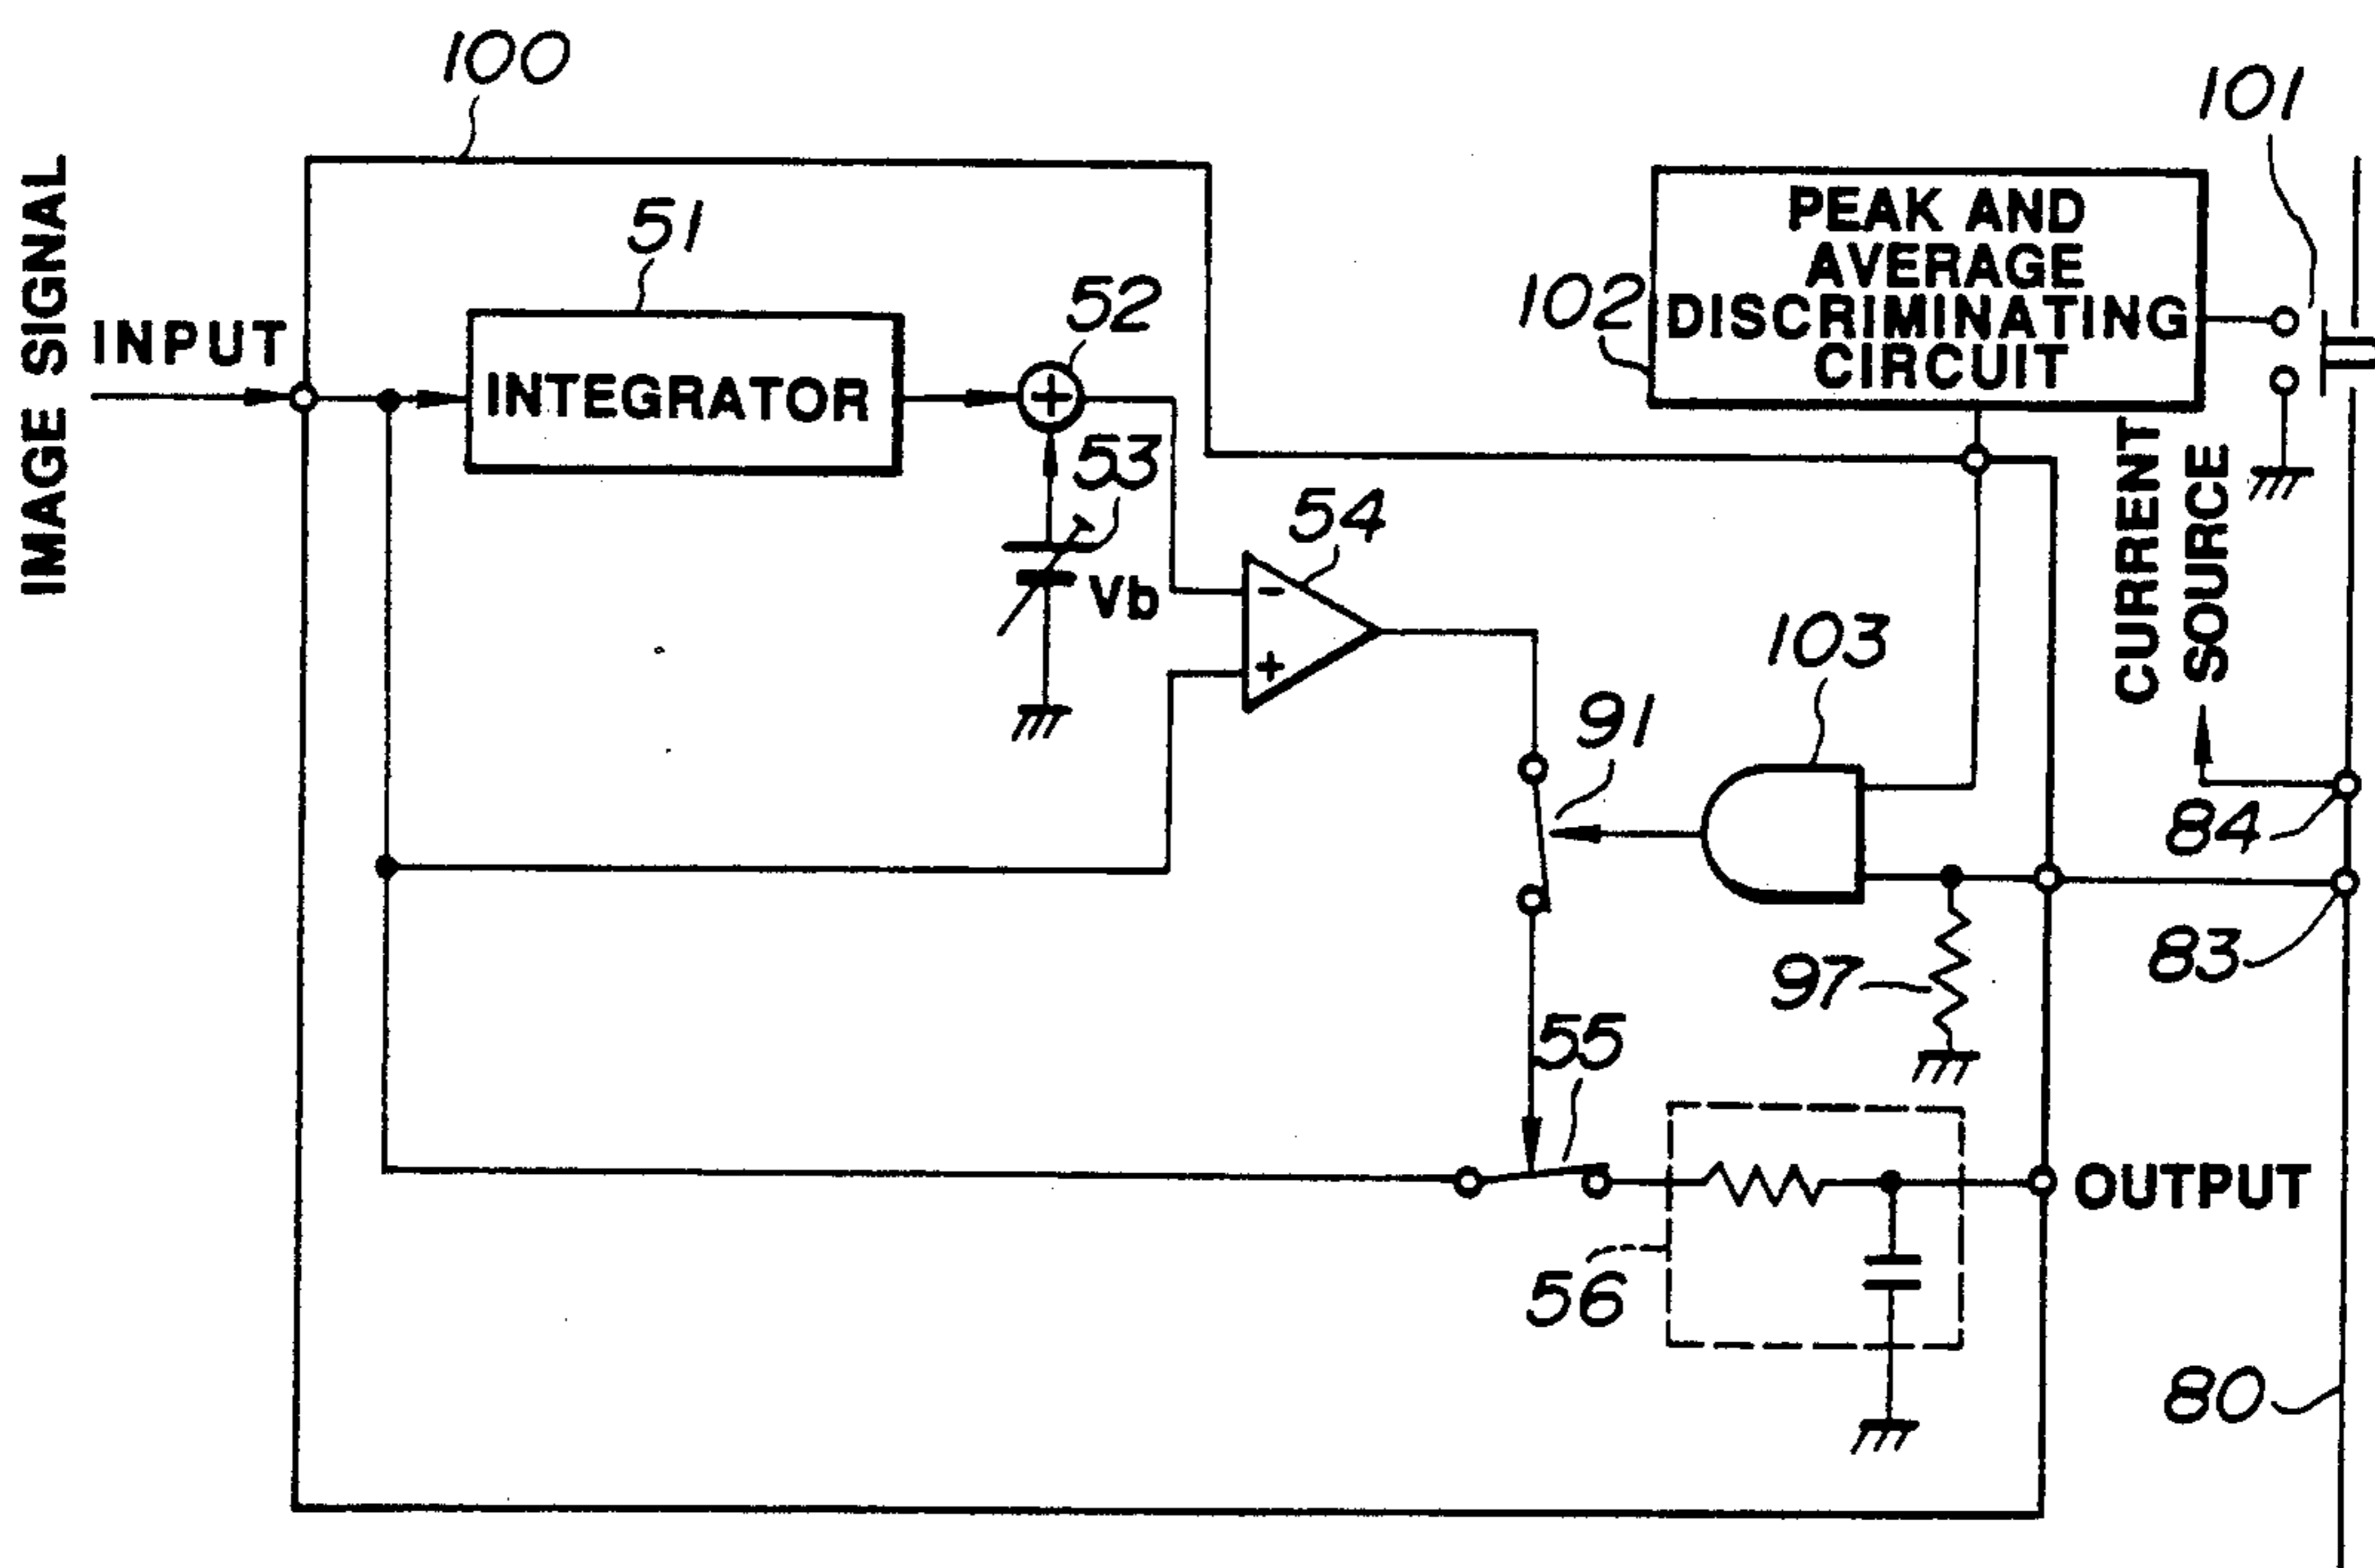 100
101
IMAGE SIGNAL
51
PEAK AND
AVERAGE
DISCRIMINATING
CIRCUIT
52
102
INPUT
INTEGRATOR
53
CURRENT
SOURCE
54
Vb
-
+
103
91
84
83
97
55
OUTPUT
56
80